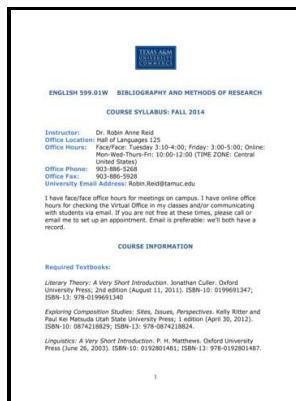 TEXAS A&M
UNIVERSITY
COMMERCE
ENGLISH 599.01W BIBLIOGRAPHY AND METHODS OF RESEARCH
COURSE SYLLABUS: FALL 2014
Instructor: Dr. Robin Anne Reid
Office Location: Hall of Languages 125
Office Hours: Face/Face: Tuesday 3:10-4:00; Friday: 3:00-5:00; Online:
Mon-Wed-Thurs-Fri: 10:00-12:00 (TIME ZONE: Central
United States)
Office Phone: 903-886-5268
Office Fax: 903-886-5928
University Email Address: Robin.Reid@tamuc.edu
I have face/face office hours for meetings on campus. I have online office
hours for checking the Virtual Office in my classes and/or communicating
with students via email. If you are not free at these times, please call or
email me to set up an appointment. Email is preferable: we'll both have a
record.
COURSE INFORMATION
Required Textbooks:
Literary Theory: A Very Short Introduction. Jonathan Culler. Oxford
University Press; 2nd edition (August 11, 2011). ISBN-10: 0199691347;
ISBN-13: 978-0199691340
Exploring Composition Studies: Sites, Issues, Perspectives. Kelly Ritter and
Paul Kei Matsuda Utah State University Press; 1 edition (April 30, 2012).
ISBN-10: 0874218829; ISBN-13: 978-0874218824.
Linguistics: A Very Short Introduction. P. H. Matthews. Oxford University
Press (June 26, 2003). ISBN-10: 0192801481; ISBN-13: 978-0192801487.
1